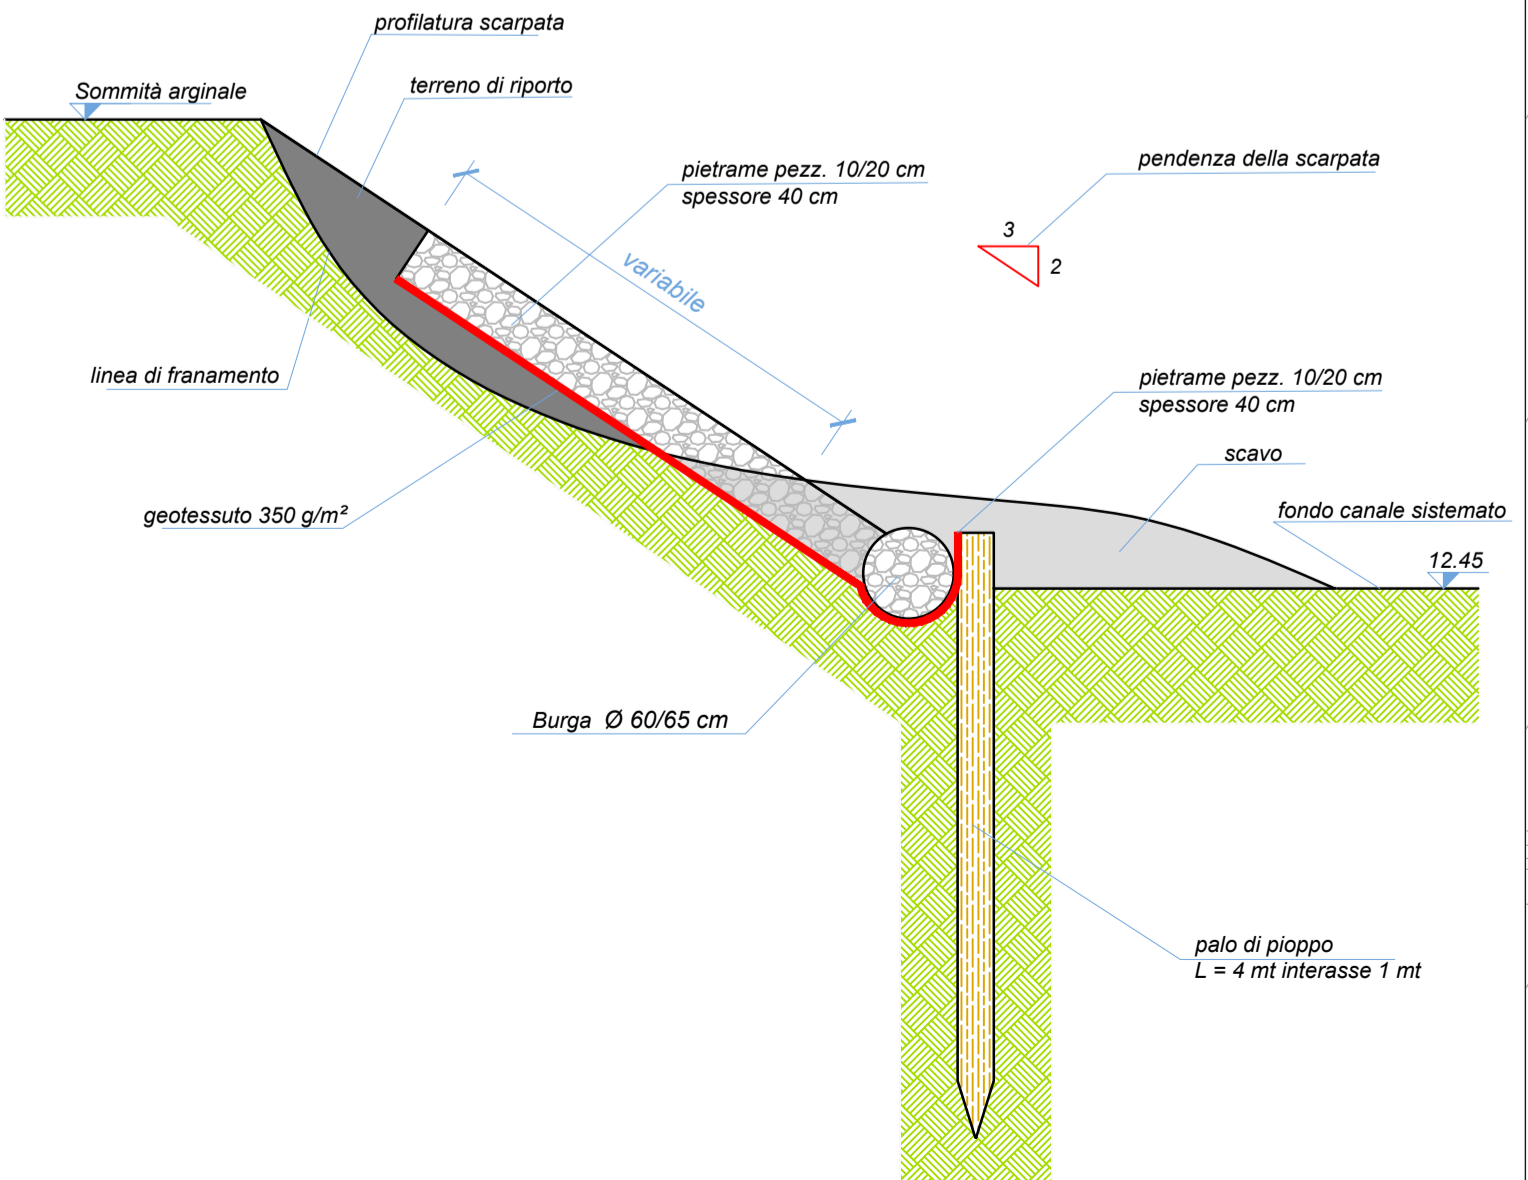 profilatura scarpata
Sommità arginale
terreno di riporto
pietrame pezz. 10/20 cm
spessore 40 cm
pendenza della scarpata
3
2
variabile
linea di franamento
pietrame pezz. 10/20 cm
spessore 40 cm
scavo
geotessuto 350 g/m²
fondo canale sistemato
12.45
Burga Ø 60/65 cm
palo di pioppo
L = 4 mt interasse 1 mt